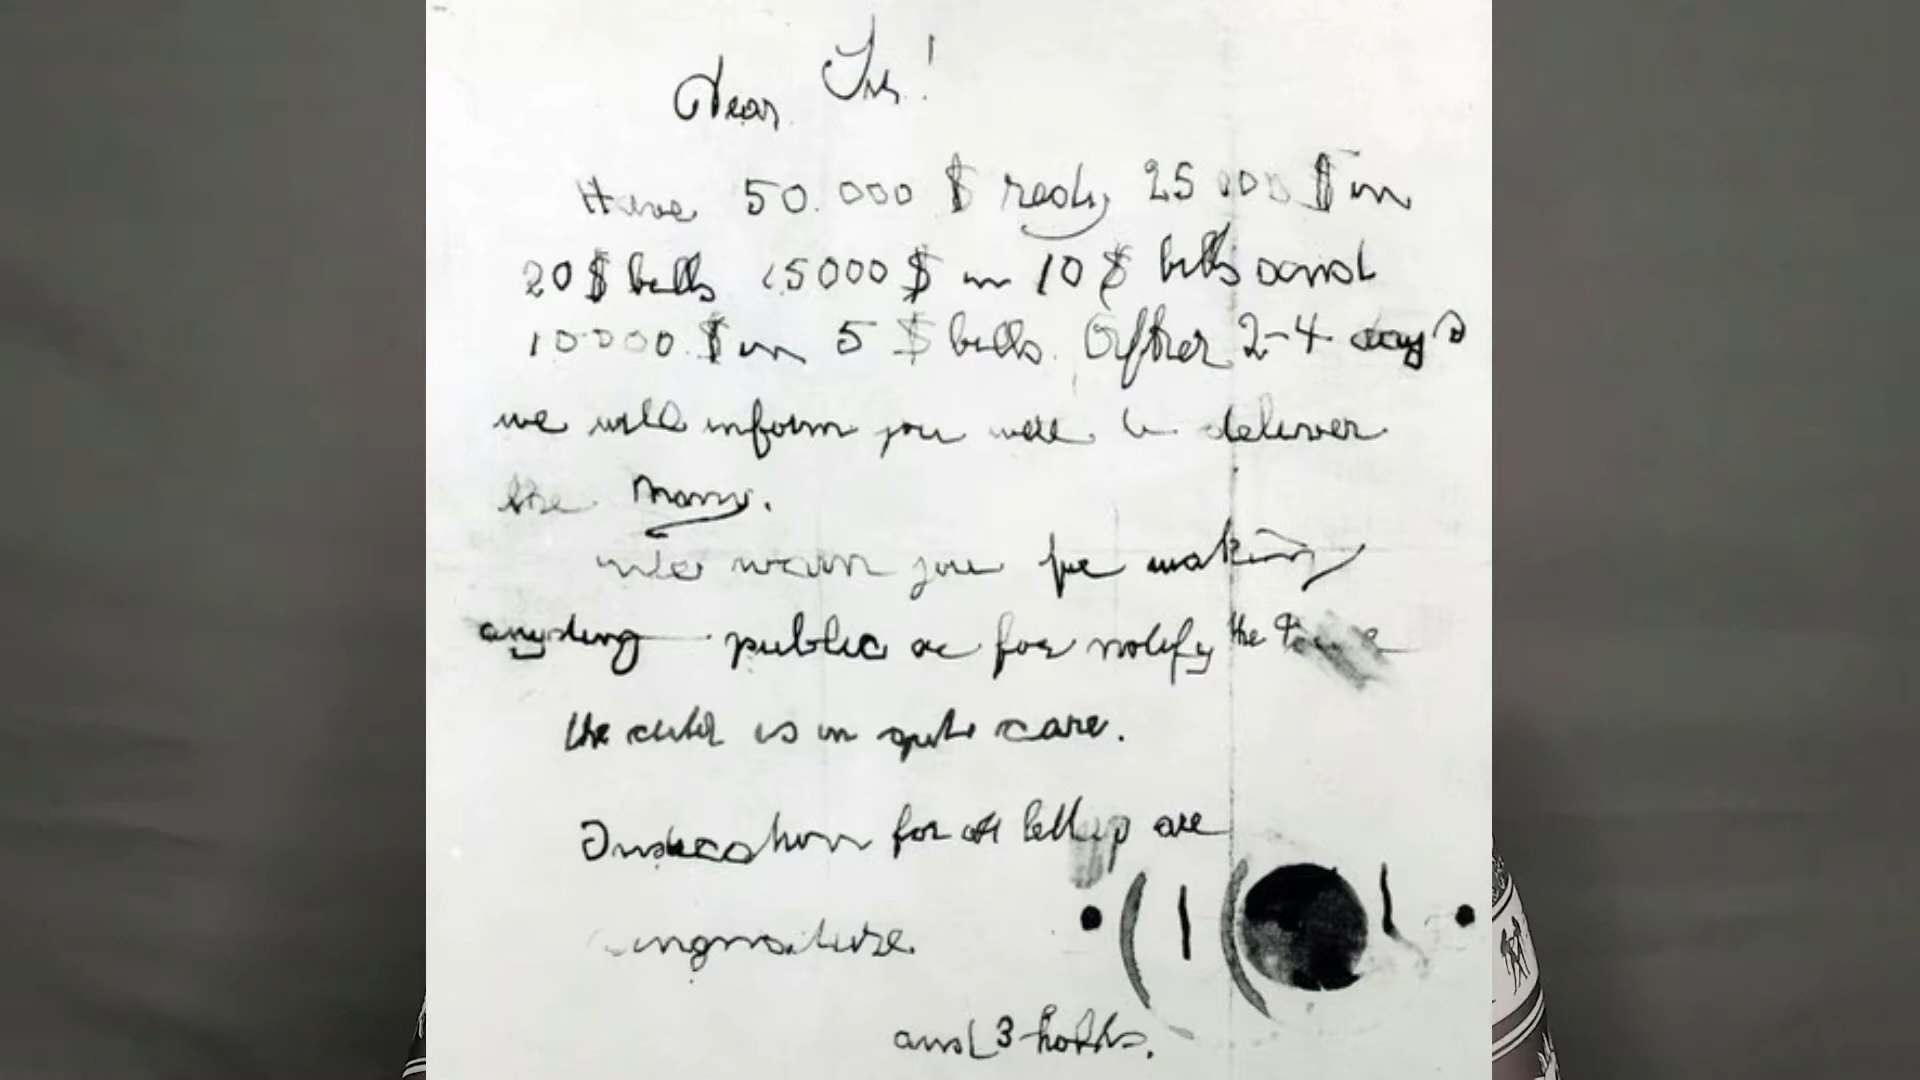 Dear Sir!
Have 50.000 $ redy 25 000 $ in
20 $ bills 15000 $ in 10 $ bills and
10000 $ in 5 $ bills. After 2-4 days
we will inform you were to deliver
the Mony.
We warn you for making
anyding public or for notify the Polise
the child is in gute care.
Indication for all letters are
singnature
and 3 holds.